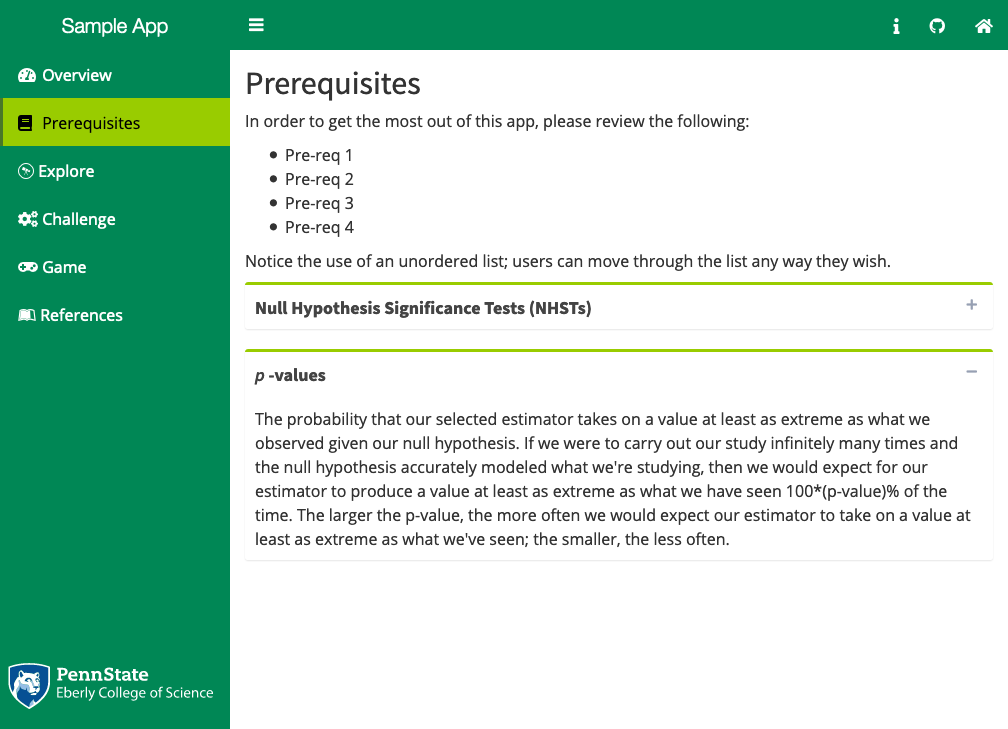 Sample App
Overview
Prerequisites
Explore
Challenge
Game
References
PennState
Eberly College of Science
Prerequisites
In order to get the most out of this app, please review the following:
Pre-req 1
Pre-req 2
Pre-req 3
Pre-req 4
Notice the use of an unordered list; users can move through the list any way they wish.
Null Hypothesis Significance Tests (NHSTs)
p -values
The probability that our selected estimator takes on a value at least as extreme as what we
observed given our null hypothesis. If we were to carry out our study infinitely many times and
the null hypothesis accurately modeled what we're studying, then we would expect for our
estimator to produce a value at least as extreme as what we have seen 100*(p-value)% of the
time. The larger the p-value, the more often we would expect our estimator to take on a value at
least as extreme as what we've seen; the smaller, the less often.